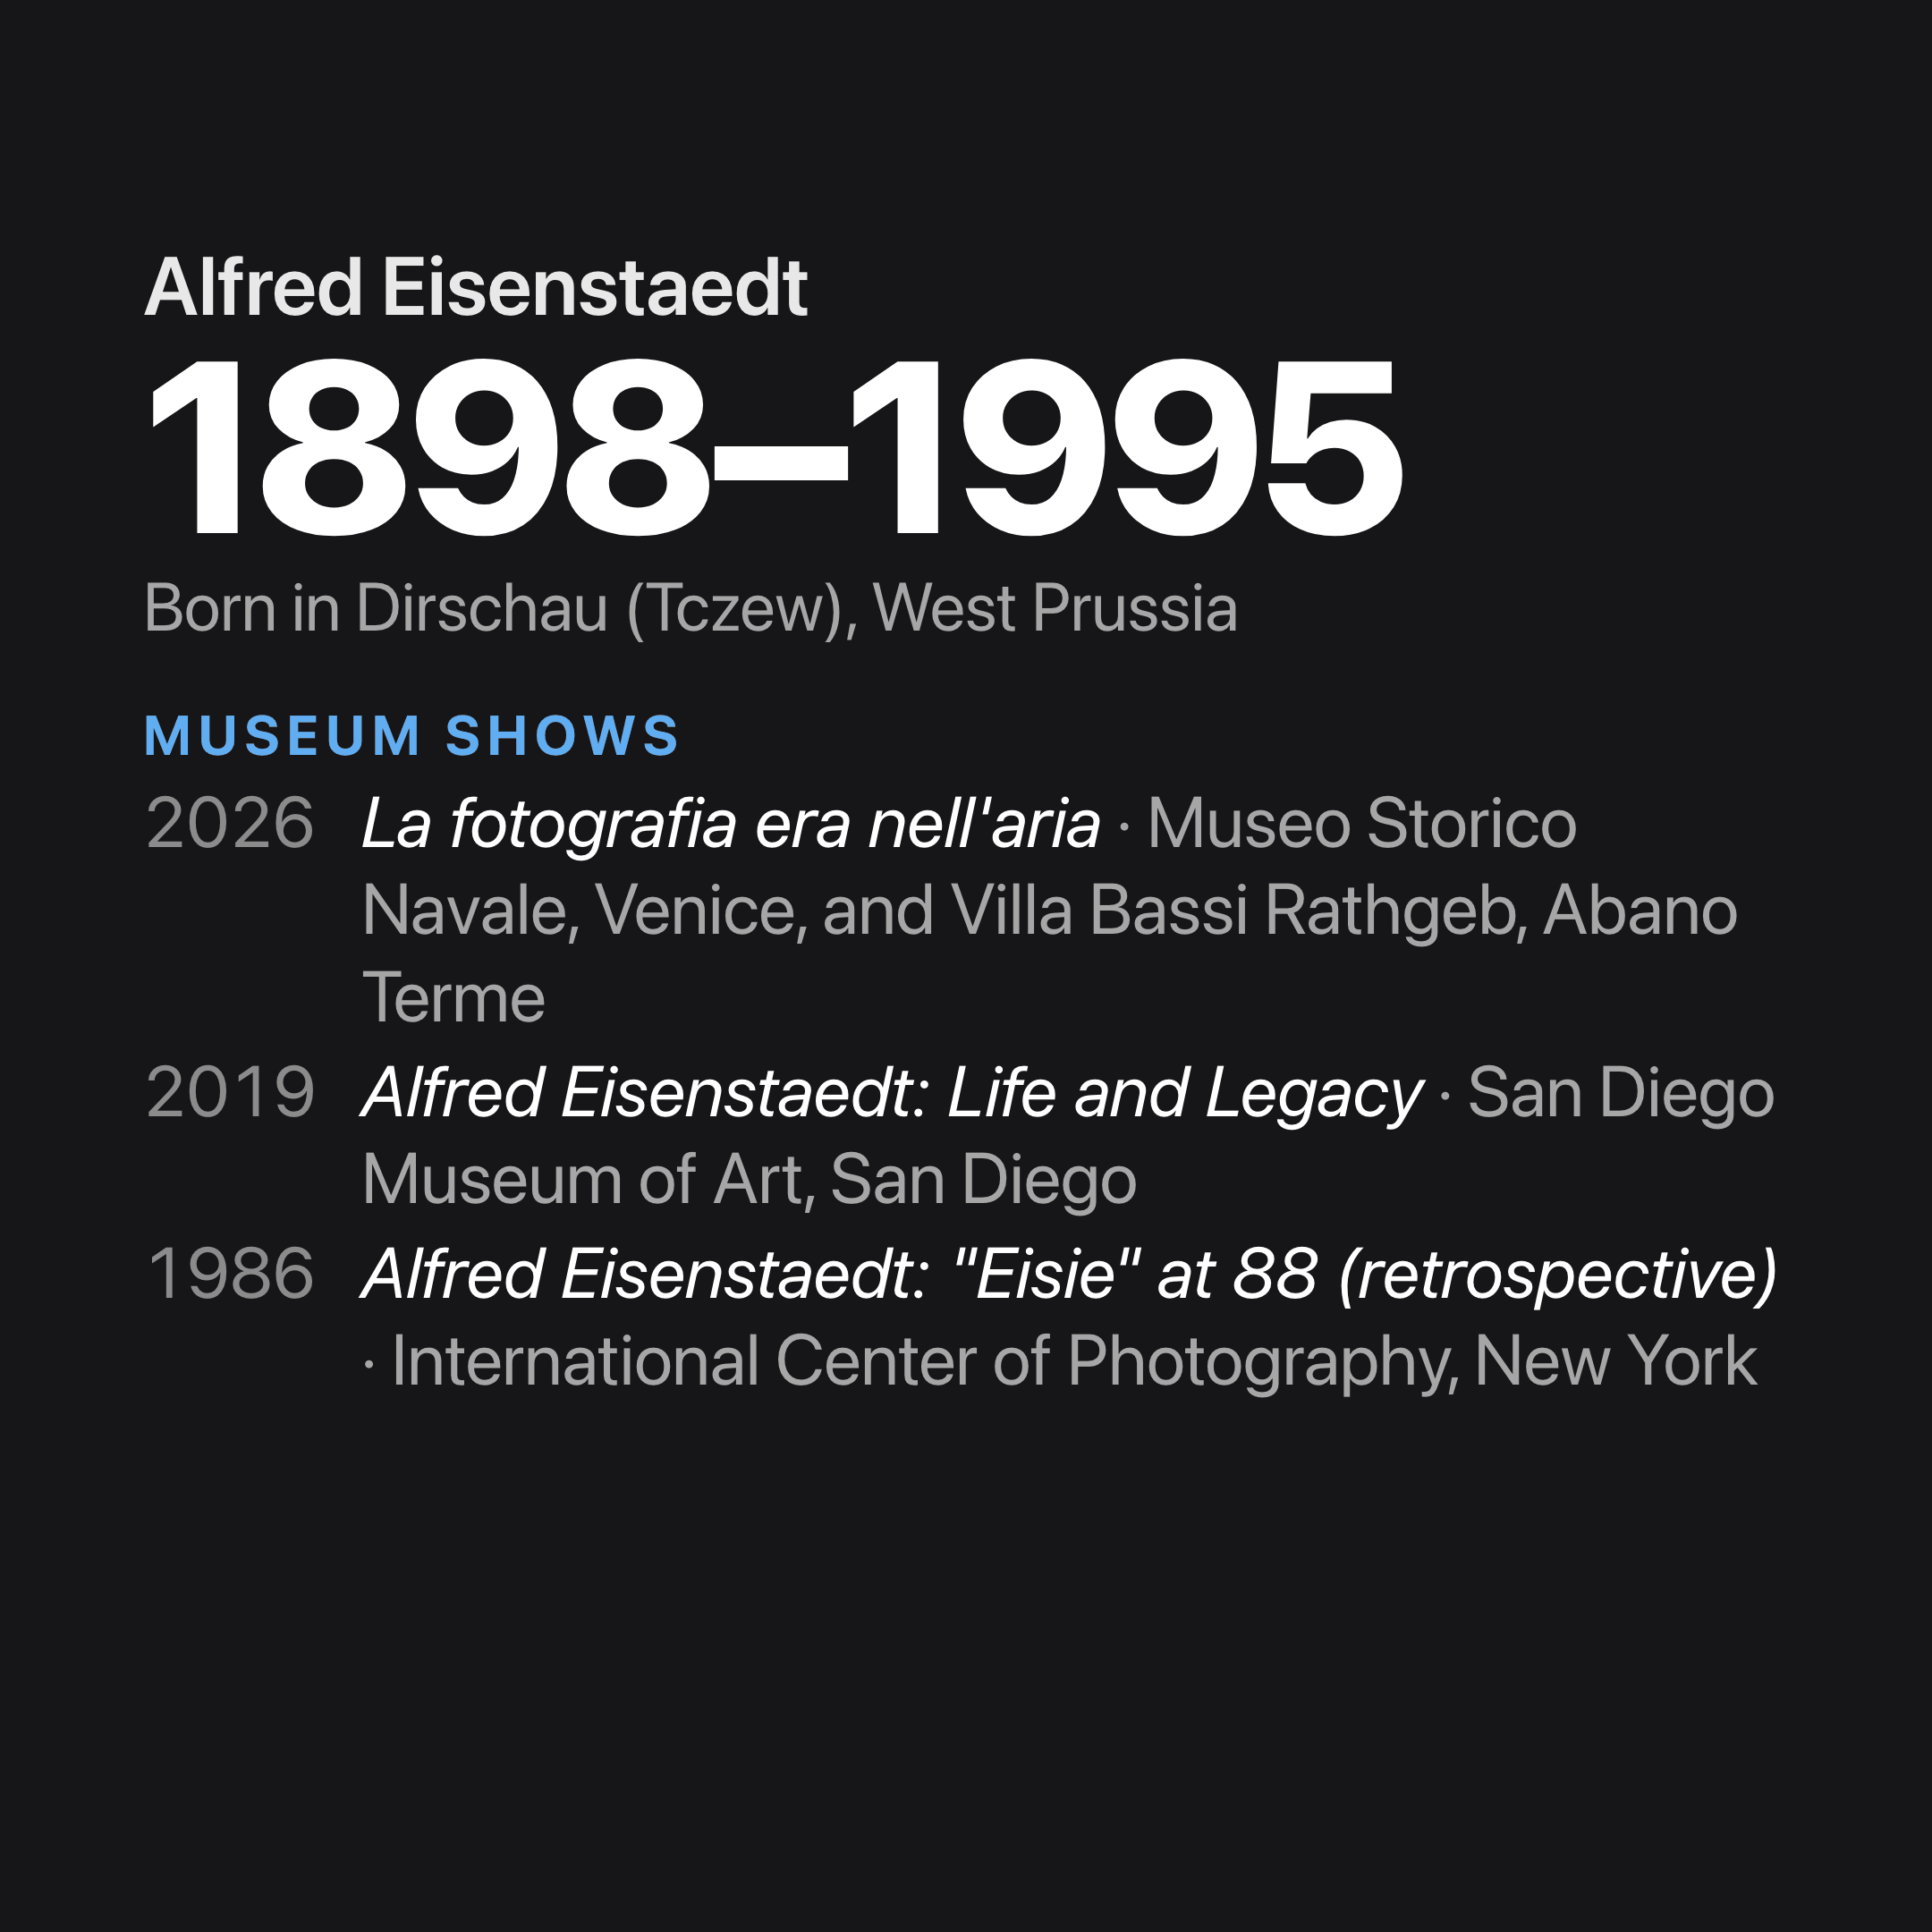 Alfred Eisenstaedt
1898–1995
Born in Dirschau (Tczew), West Prussia
MUSEUM SHOWS
2026 La fotografia era nell'aria · Museo Storico
Navale, Venice, and Villa Bassi Rathgeb, Abano
Terme
2019 Alfred Eisenstaedt: Life and Legacy · San Diego
Museum of Art, San Diego
1986 Alfred Eisenstaedt: "Eisie" at 88 (retrospective)
· International Center of Photography, New York